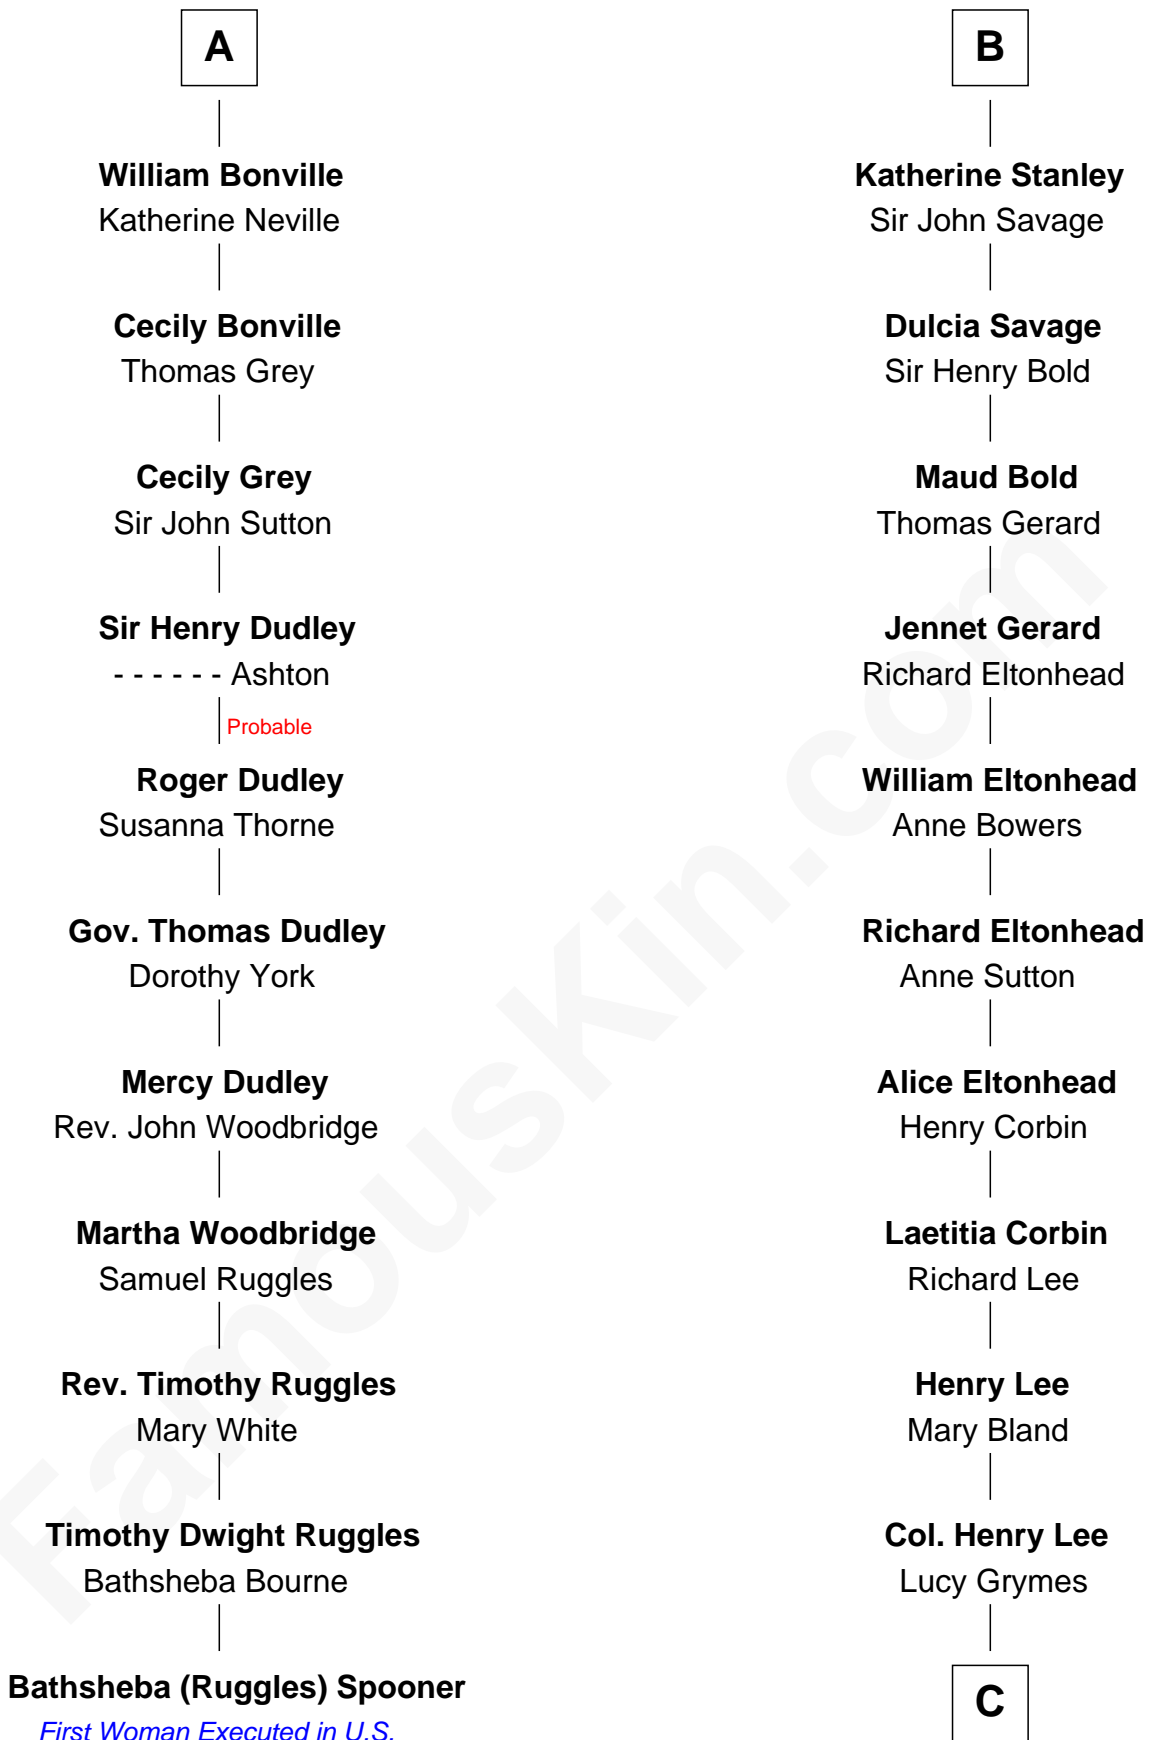 A
William Bonville
Katherine Neville
Cecily Bonville
Thomas Grey
Cecily Grey
Sir John Sutton
Sir Henry Dudley
- - - - - - Ashton
Probable
Roger Dudley
Susanna Thorne
Gov. Thomas Dudley
Dorothy York
Mercy Dudley
Rev. John Woodbridge
Martha Woodbridge
Samuel Ruggles
Rev. Timothy Ruggles
Mary White
Timothy Dwight Ruggles
Bathsheba Bourne
Bathsheba (Ruggles) Spooner
First Woman Executed in U.S.
B
Katherine Stanley
Sir John Savage
Dulcia Savage
Sir Henry Bold
Maud Bold
Thomas Gerard
Jennet Gerard
Richard Eltonhead
William Eltonhead
Anne Bowers
Richard Eltonhead
Anne Sutton
Alice Eltonhead
Henry Corbin
Laetitia Corbin
Richard Lee
Henry Lee
Mary Bland
Col. Henry Lee
Lucy Grymes
C
FamousKin.com